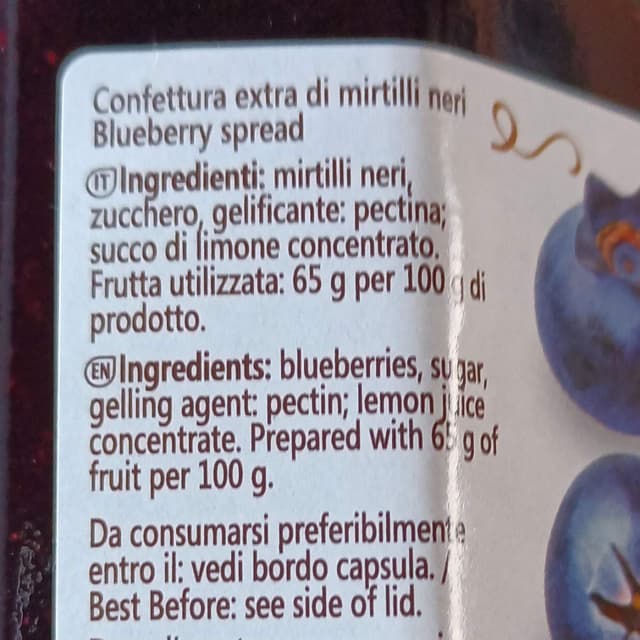 Confettura extra di mirtilli neri
Blueberry spread
IT Ingredienti: mirtilli neri,
zucchero, gelificante: pectina;
succo di limone concentrato.
Frutta utilizzata: 65 g per 100 g di
prodotto.
EN Ingredients: blueberries, sugar,
gelling agent: pectin; lemon juice
concentrate. Prepared with 65 g of
fruit per 100 g.
Da consumarsi preferibilmente
entro il: vedi bordo capsula. /
Best Before: see side of lid.